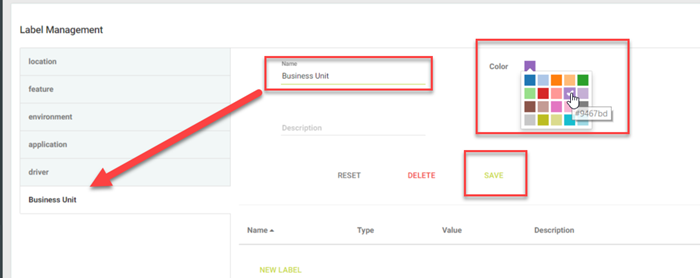 Label Management
location
feature
environment
application
driver
Business Unit
Name
Business Unit
Description
Color
#9467bd
RESET DELETE SAVE
Name Type Value Description
NEW LABEL